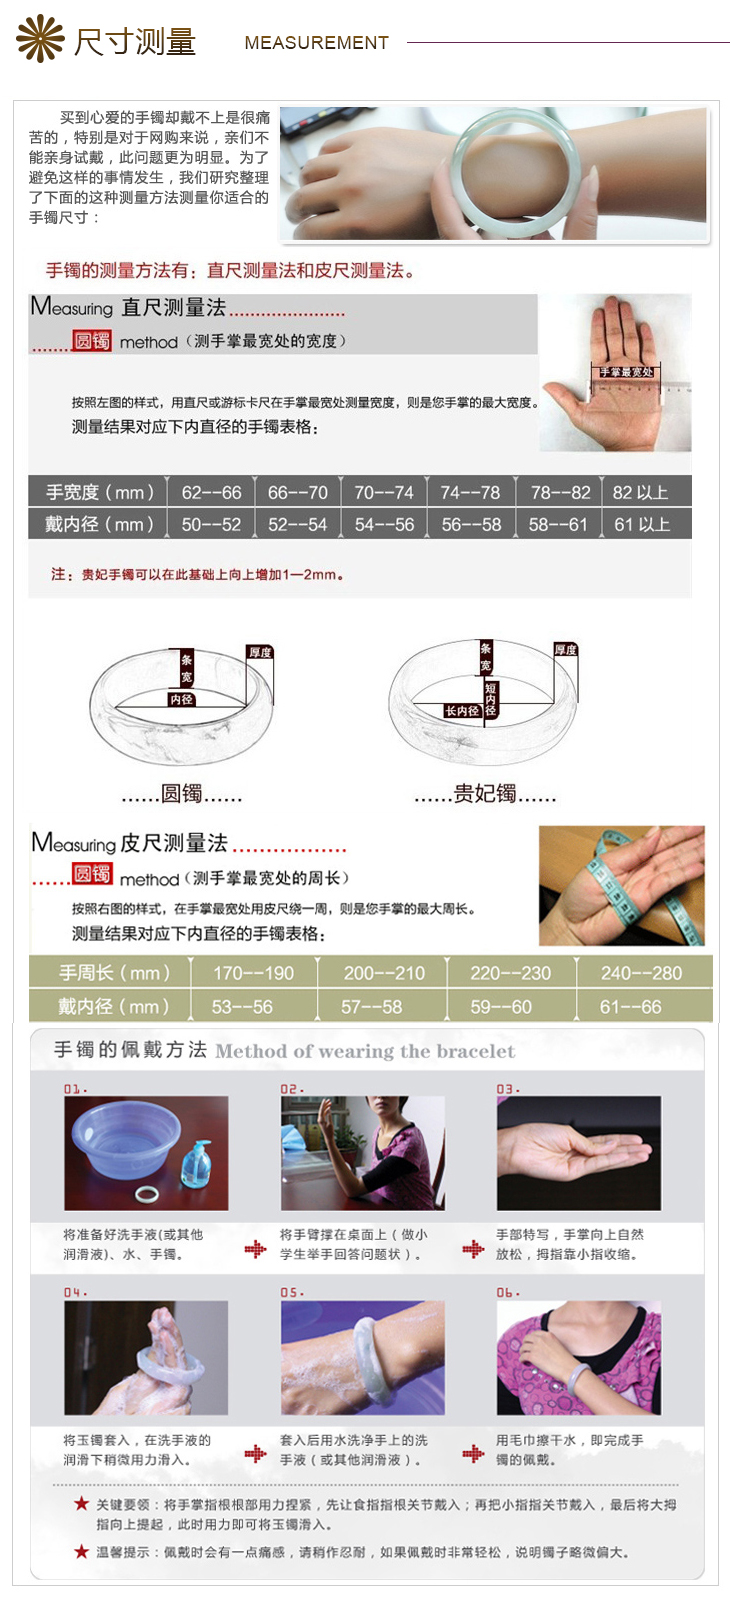 尺寸测量 MEASUREMENT
买到心爱的手镯却戴不上是很痛
苦的，特别是对于网购来说，亲们不
能亲身试戴，此问题更为明显。为了
避免这样的事情发生，我们研究整理
了下面的这种测量方法测量你适合的
手镯尺寸：
手镯的测量方法有：直尺测量法和皮尺测量法。
Measuring 直尺测量法......................
.......圆镯 method（测手掌最宽处的宽度）
手掌最宽处
按照左图的样式，用直尺或游标卡尺在手掌最宽处测量宽度，则是您手掌的最大宽度。
测量结果对应下内直径的手镯表格：
手宽度（mm） 62--66 66--70 70--74 74--78 78--82 82以上
戴内径（mm） 50--52 52--54 54--56 56--58 58--61 61以上
注：贵妃手镯可以在此基础上向上增加1—2mm。
条宽 厚度 内径
条宽 厚度 短内径 长内径
......圆镯...... ......贵妃镯......
Measuring 皮尺测量法..................
......圆镯 method（测手掌最宽处的周长）
按照右图的样式，在手掌最宽处用皮尺绕一周，则是您手掌的最大周长。
测量结果对应下内直径的手镯表格：
手周长（mm） 170--190 200--210 220--230 240--280
戴内径（mm） 53--56 57--58 59--60 61--66
手镯的佩戴方法 Method of wearing the bracelet
01. 02. 03.
将准备好洗手液(或其他
润滑液)、水、手镯。
将手臂撑在桌面上（做小
学生举手回答问题状）。
手部特写，手掌向上自然
放松，拇指靠小指收缩。
04. 05. 06.
将玉镯套入，在洗手液的
润滑下稍微用力滑入。
套入后用水洗净手上的洗
手液（或其他润滑液）。
用毛巾擦干水，即完成手
镯的佩戴。
★ 关键要领：将手掌指根根部用力捏紧，先让食指指根关节戴入；再把小指指关节戴入，最后将大拇
指向上提起，此时用力即可将玉镯滑入。
★ 温馨提示：佩戴时会有一点痛感，请稍作忍耐，如果佩戴时非常轻松，说明镯子略微偏大。